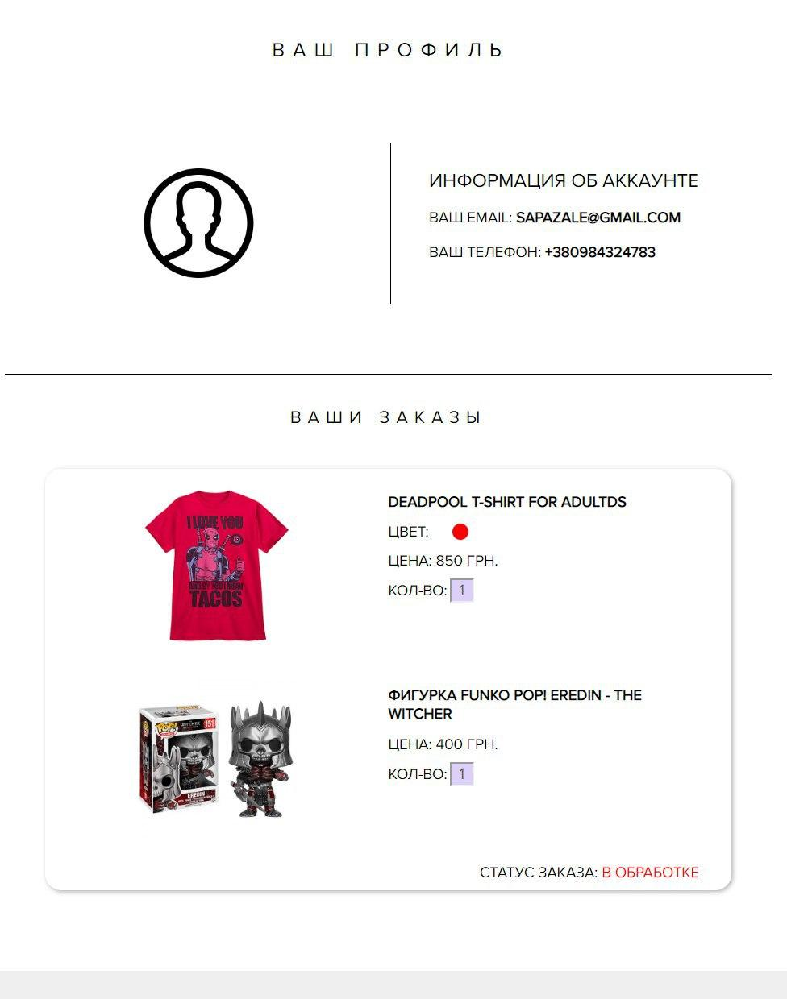 ВАШ ПРОФИЛЬ
ИНФОРМАЦИЯ ОБ АККАУНТЕ
ВАШ EMAIL: SAPAZALE@GMAIL.COM
ВАШ ТЕЛЕФОН: +380984324783
ВАШИ ЗАКАЗЫ
I LOVE YOU
AND BY YOU I MEAN
TACOS
DEADPOOL T-SHIRT FOR ADULTDS
ЦВЕТ:
ЦЕНА: 850 ГРН.
КОЛ-ВО: 1
POP!
WITCHER
151
EREDIN
ФИГУРКА FUNKO POP! EREDIN - THE
WITCHER
ЦЕНА: 400 ГРН.
КОЛ-ВО: 1
СТАТУС ЗАКАЗА: В ОБРАБОТКЕ